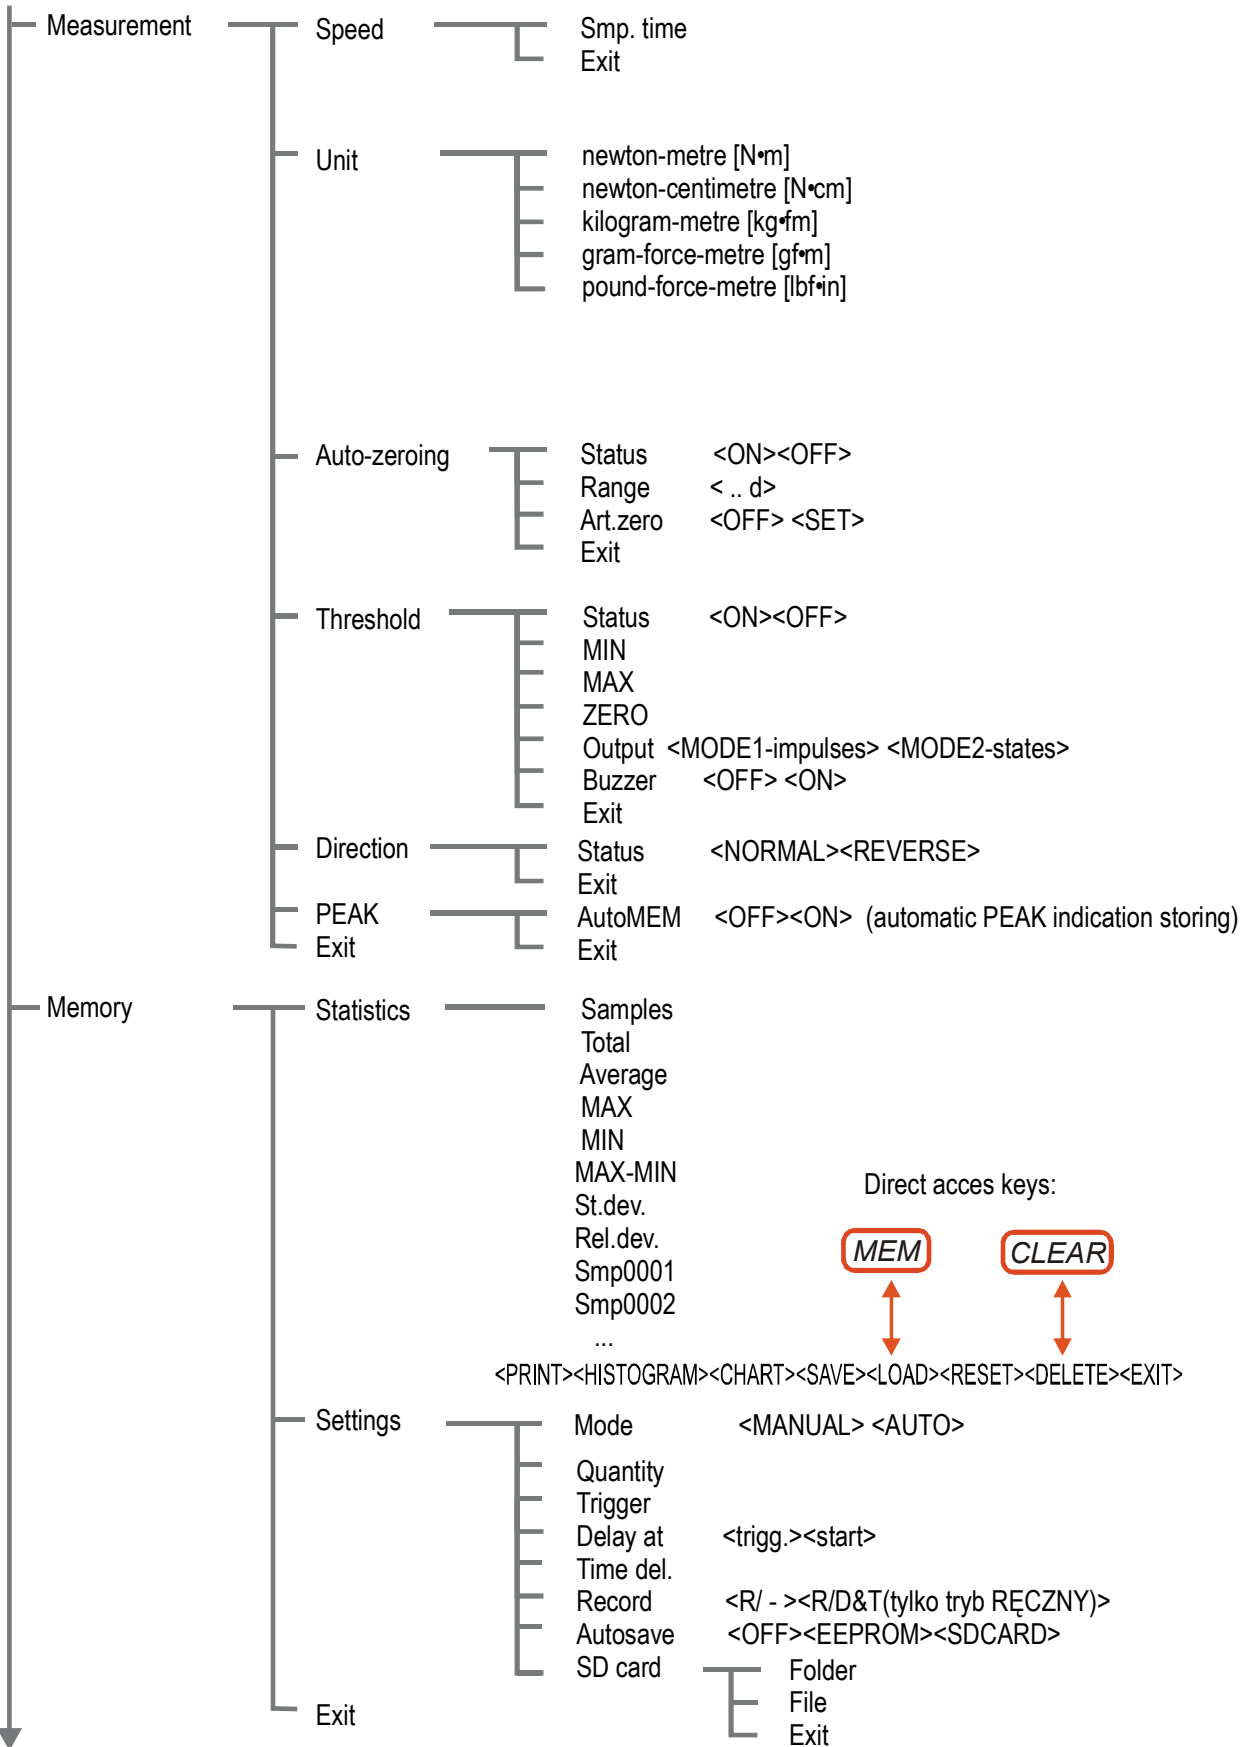 Measurement Speed Smp. time
Exit
Unit newton-metre [N•m]
newton-centimetre [N•cm]
kilogram-metre [kg•fm]
gram-force-metre [gf•m]
pound-force-metre [lbf•in]
Auto-zeroing Status <ON><OFF>
Range < .. d>
Art.zero <OFF> <SET>
Exit
Threshold Status <ON><OFF>
MIN
MAX
ZERO
Output <MODE1-impulses> <MODE2-states>
Buzzer <OFF> <ON>
Exit
Direction Status <NORMAL><REVERSE>
Exit
PEAK AutoMEM <OFF><ON> (automatic PEAK indication storing)
Exit Exit
Memory Statistics Samples
Total
Average
MAX
MIN
MAX-MIN Direct acces keys:
St.dev.
Rel.dev. MEM CLEAR
Smp0001
Smp0002
...
<PRINT><HISTOGRAM><CHART><SAVE><LOAD><RESET><DELETE><EXIT>
Settings Mode <MANUAL> <AUTO>
Quantity
Trigger
Delay at <trigg.><start>
Time del.
Record <R/ - ><R/D&T(tylko tryb RĘCZNY)>
Autosave <OFF><EEPROM><SDCARD>
SD card Folder
File
Exit Exit